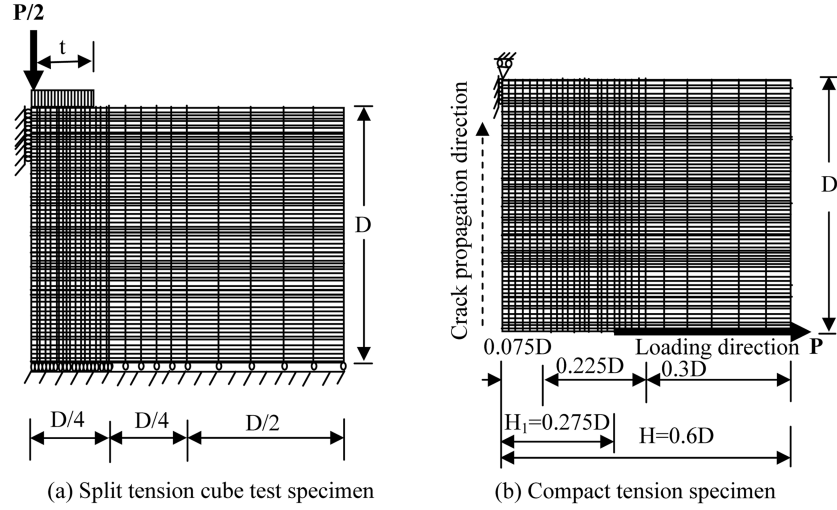 P/2
t
D
D/4 D/4 D/2
(a) Split tension cube test specimen
Crack propagation direction
D
0.075D
Loading direction P
0.225D 0.3D
H₁=0.275D
H=0.6D
(b) Compact tension specimen